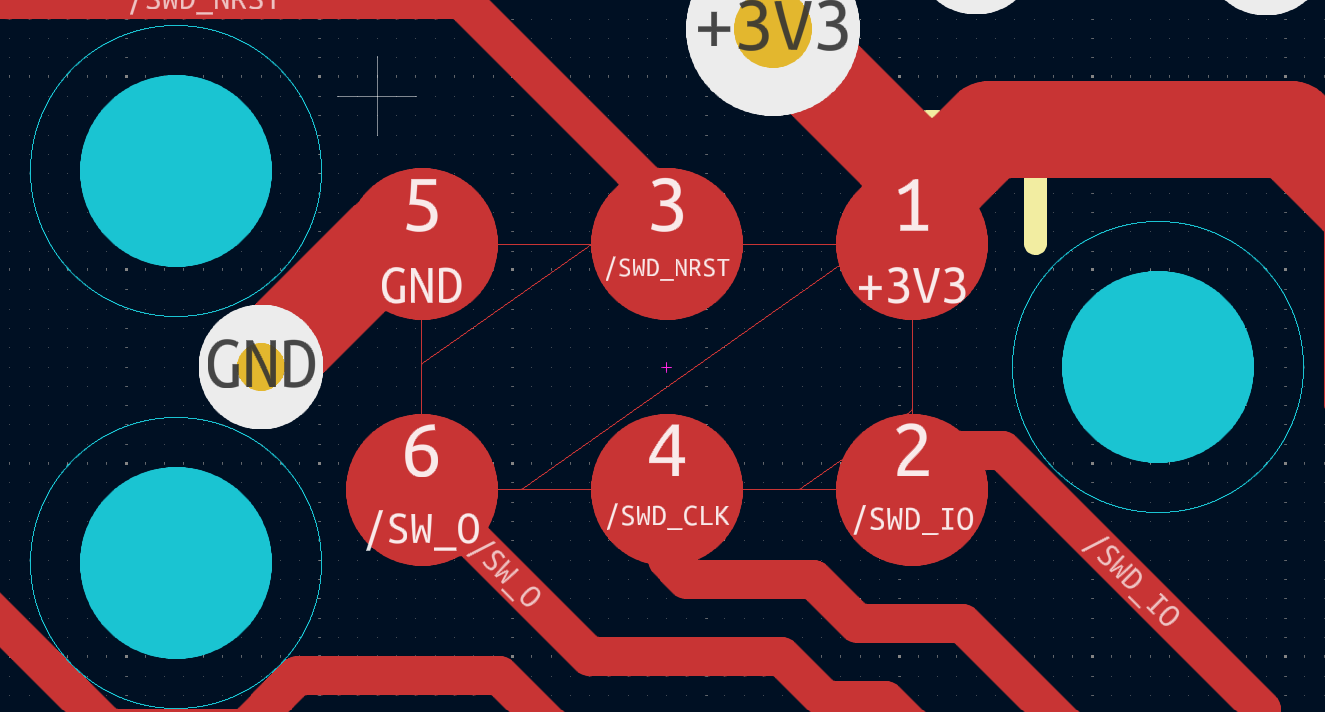 /SWD_NRST
+3V3
5
GND
3
/SWD_NRST
1
+3V3
GND
6
/SW_O
4
/SWD_CLK
2
/SWD_IO
/SW_O
/SWD_IO